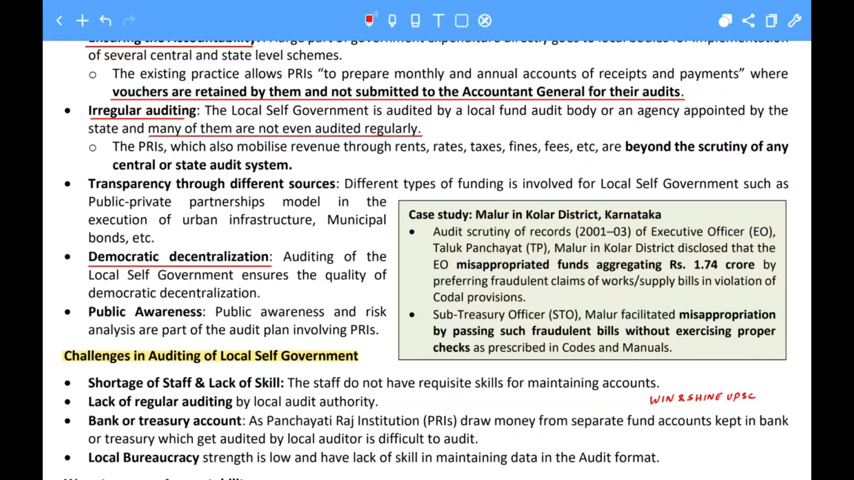 Ensuring the Accountability: A large part of government expenditure directly goes to local bodies for implementation
of several central and state level schemes.
o The existing practice allows PRIs “to prepare monthly and annual accounts of receipts and payments” where
vouchers are retained by them and not submitted to the Accountant General for their audits.
• Irregular auditing: The Local Self Government is audited by a local fund audit body or an agency appointed by the
state and many of them are not even audited regularly.
o The PRIs, which also mobilise revenue through rents, rates, taxes, fines, fees, etc, are beyond the scrutiny of any
central or state audit system.
• Transparency through different sources: Different types of funding is involved for Local Self Government such as
Public-private partnerships model in the
execution of urban infrastructure, Municipal
bonds, etc.
• Democratic decentralization: Auditing of the
Local Self Government ensures the quality of
democratic decentralization.
• Public Awareness: Public awareness and risk
analysis are part of the audit plan involving PRIs.
Case study: Malur in Kolar District, Karnataka
• Audit scrutiny of records (2001–03) of Executive Officer (EO),
Taluk Panchayat (TP), Malur in Kolar District disclosed that the
EO misappropriated funds aggregating Rs. 1.74 crore by
preferring fraudulent claims of works/supply bills in violation of
Codal provisions.
• Sub-Treasury Officer (STO), Malur facilitated misappropriation
by passing such fraudulent bills without exercising proper
checks as prescribed in Codes and Manuals.
Challenges in Auditing of Local Self Government
• Shortage of Staff & Lack of Skill: The staff do not have requisite skills for maintaining accounts.
• Lack of regular auditing by local audit authority.
WIN & SHINE UPSC
• Bank or treasury account: As Panchayati Raj Institution (PRIs) draw money from separate fund accounts kept in bank
or treasury which get audited by local auditor is difficult to audit.
• Local Bureaucracy strength is low and have lack of skill in maintaining data in the Audit format.